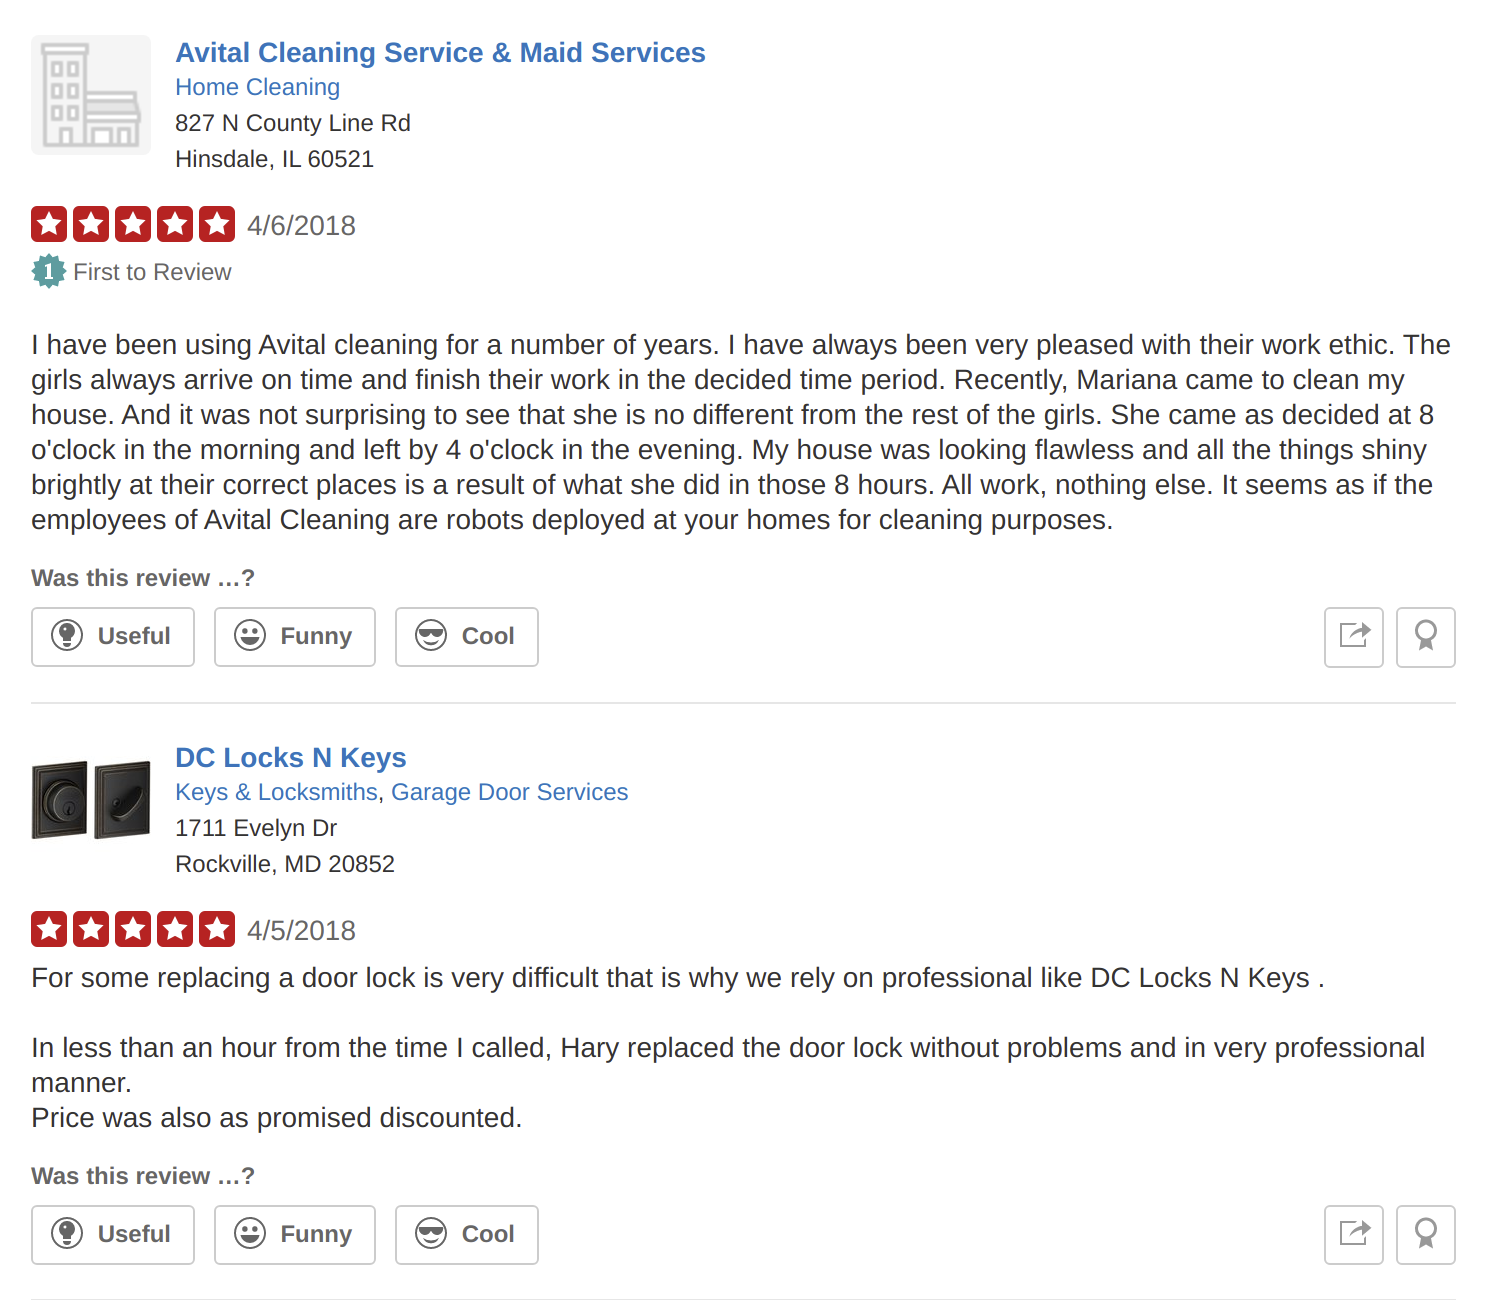 Avital Cleaning Service & Maid Services
Home Cleaning
827 N County Line Rd
Hinsdale, IL 60521
4/6/2018
1 First to Review
I have been using Avital cleaning for a number of years. I have always been very pleased with their work ethic. The
girls always arrive on time and finish their work in the decided time period. Recently, Mariana came to clean my
house. And it was not surprising to see that she is no different from the rest of the girls. She came as decided at 8
o'clock in the morning and left by 4 o'clock in the evening. My house was looking flawless and all the things shiny
brightly at their correct places is a result of what she did in those 8 hours. All work, nothing else. It seems as if the
employees of Avital Cleaning are robots deployed at your homes for cleaning purposes.
Was this review …?
Useful Funny Cool
DC Locks N Keys
Keys & Locksmiths, Garage Door Services
1711 Evelyn Dr
Rockville, MD 20852
4/5/2018
For some replacing a door lock is very difficult that is why we rely on professional like DC Locks N Keys .
In less than an hour from the time I called, Hary replaced the door lock without problems and in very professional
manner.
Price was also as promised discounted.
Was this review …?
Useful Funny Cool